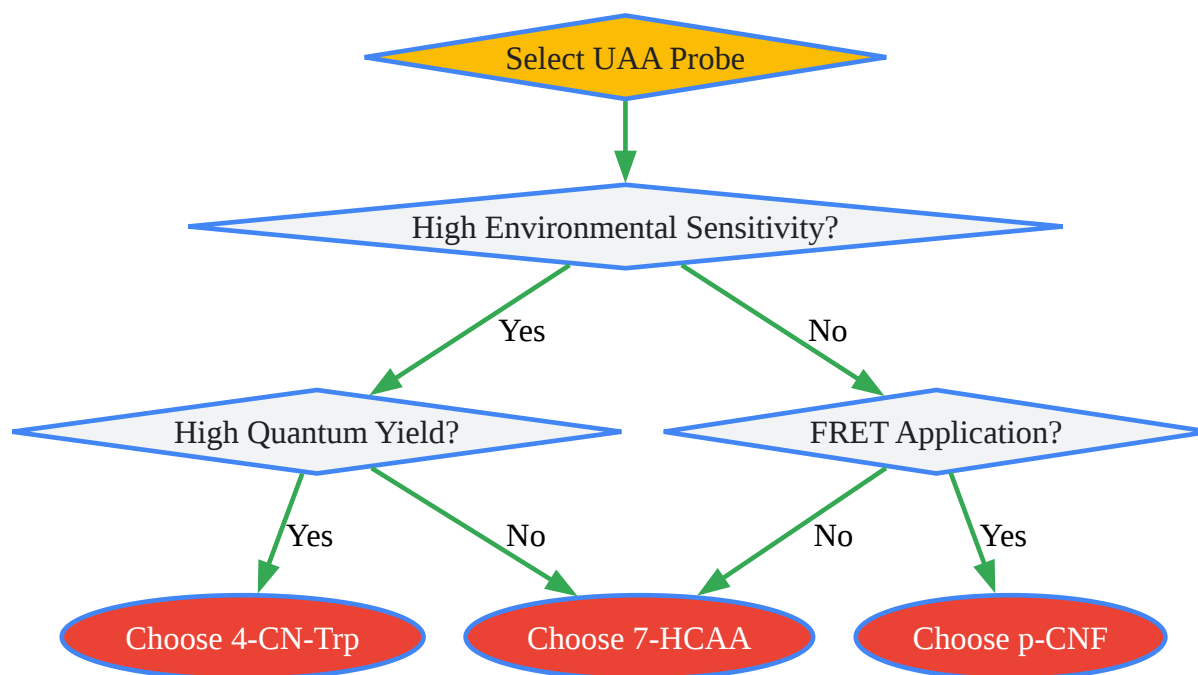 Select UAA Probe
High Environmental Sensitivity?
Yes
No
High Quantum Yield?
FRET Application?
Yes
No
No
Yes
Choose 4-CN-Trp
Choose 7-HCAA
Choose p-CNF